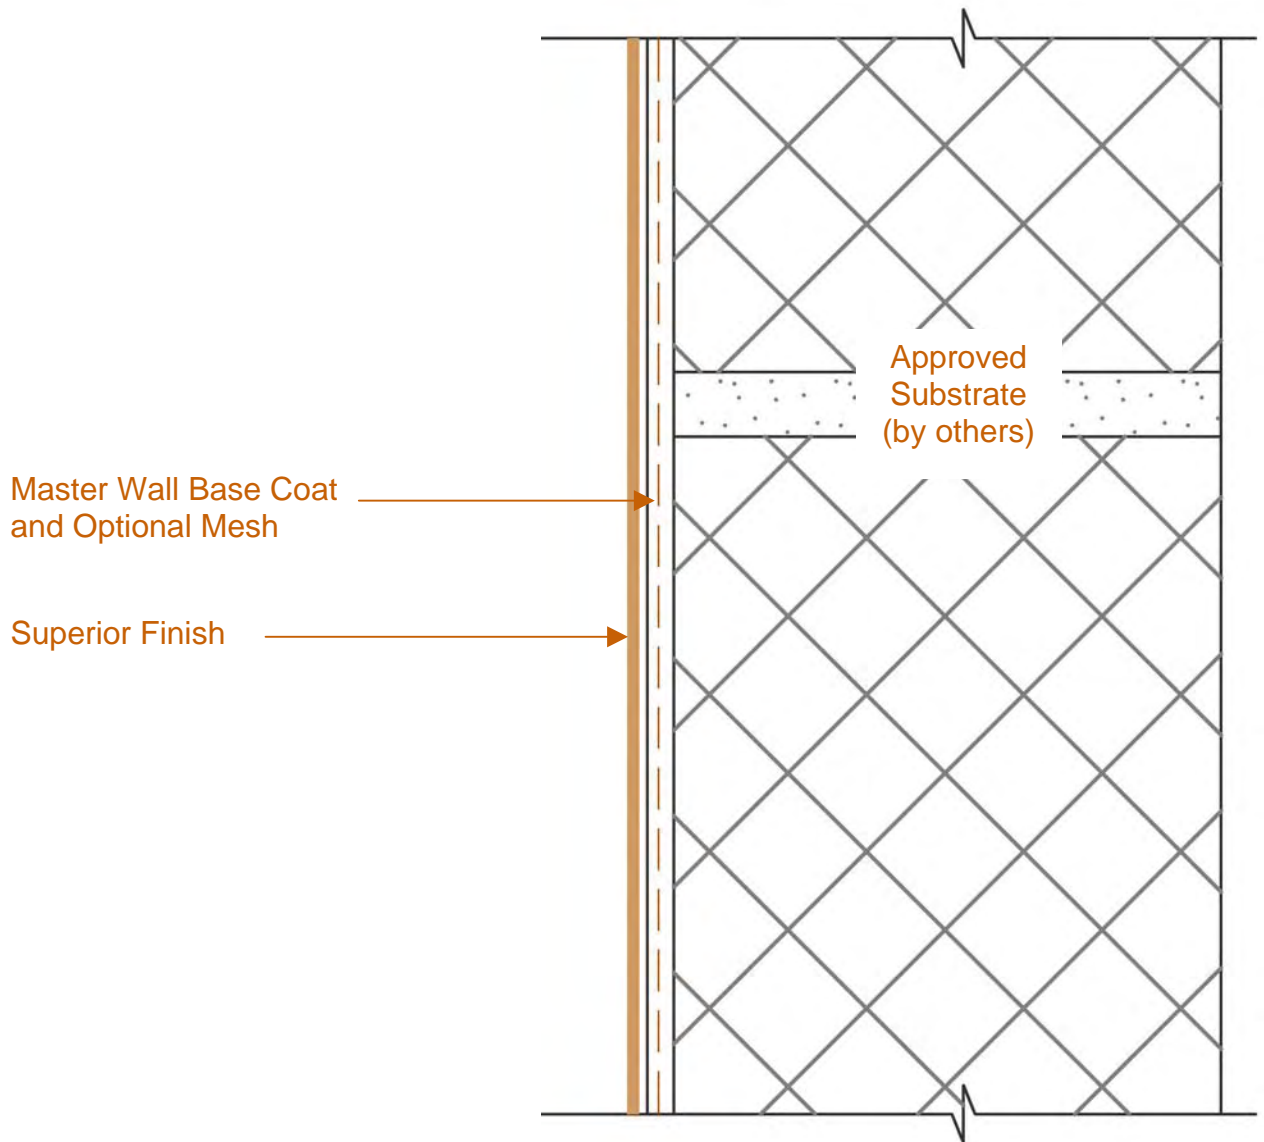 Approved
Substrate
(by others)
Master Wall Base Coat
and Optional Mesh
Superior Finish